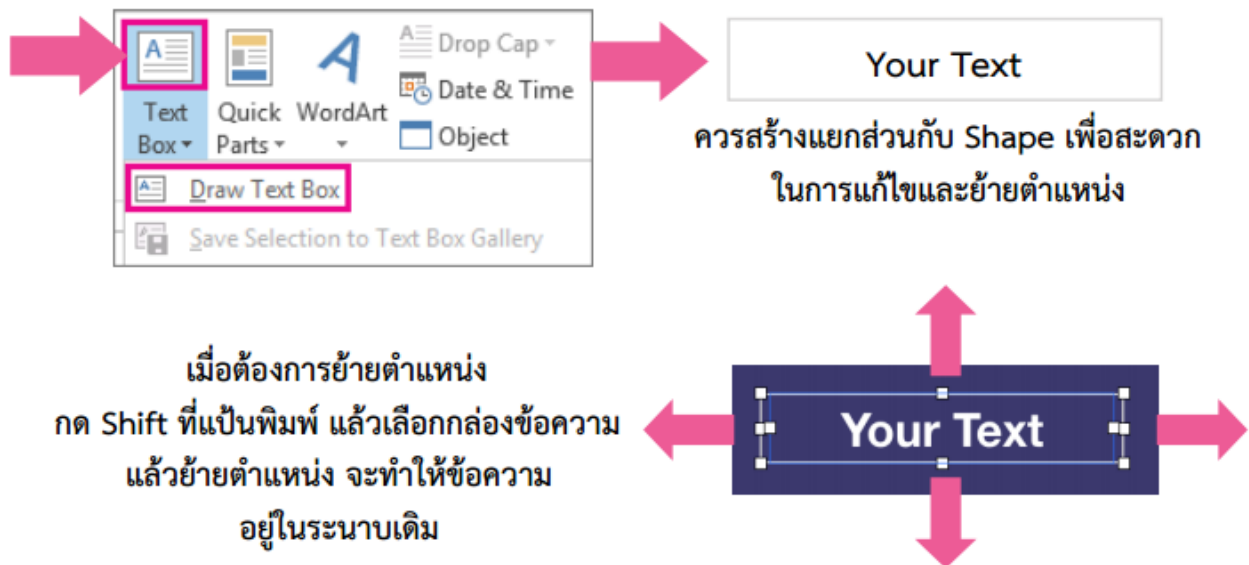 Text Box
Quick Parts
WordArt
Drop Cap
Date & Time
Object
Draw Text Box
Save Selection to Text Box Gallery
Your Text
ควรสร้างแยกส่วนกับ Shape เพื่อสะดวก
ในการแก้ไขและย้ายตำแหน่ง
เมื่อต้องการย้ายตำแหน่ง
กด Shift ที่แป้นพิมพ์ แล้วเลือกกล่องข้อความ
แล้วย้ายตำแหน่ง จะทำให้ข้อความ
อยู่ในระนาบเดิม
Your Text